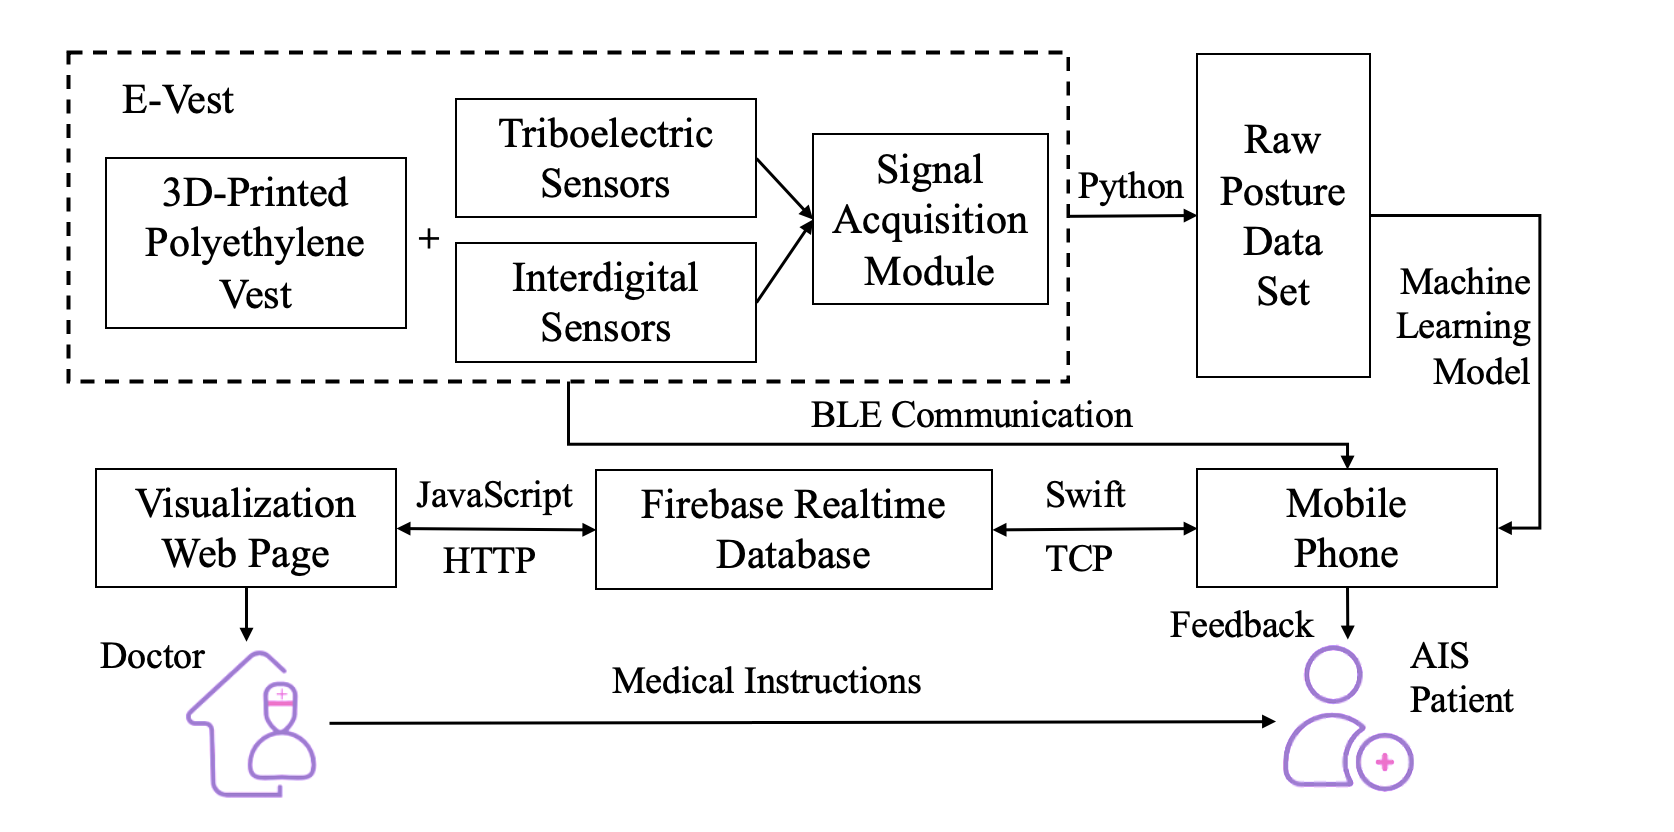 E-Vest
3D-Printed
Polyethylene
Vest
+
Triboelectric
Sensors
Interdigital
Sensors
Signal
Acquisition
Module
Python
Raw
Posture
Data
Set
Machine
Learning
Model
BLE Communication
Visualization
Web Page
JavaScript
HTTP
Firebase Realtime
Database
Swift
TCP
Mobile
Phone
Doctor
Medical Instructions
Feedback
AIS
Patient